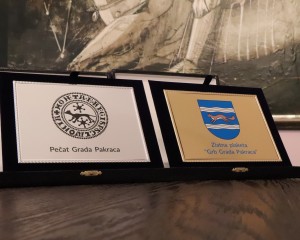 Pečat Grada Pakraca
Zlatna plaketa
"Grb Grada Pakraca"